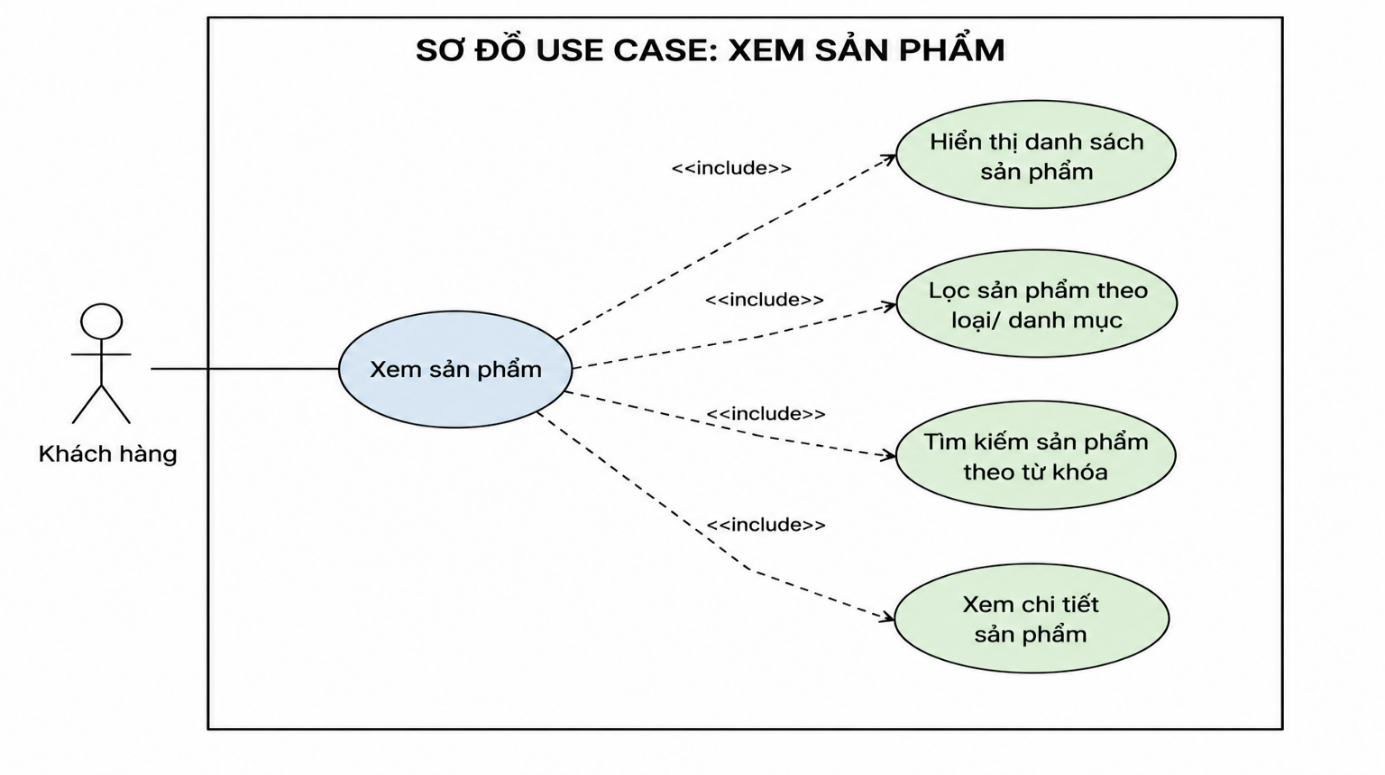 SƠ ĐỒ USE CASE: XEM SẢN PHẨM
<<include>>
Hiển thị danh sách
sản phẩm
<<include>>
Lọc sản phẩm theo
loại/ danh mục
Xem sản phẩm
Khách hàng
<<include>>
Tìm kiếm sản phẩm
theo từ khóa
<<include>>
Xem chi tiết
sản phẩm